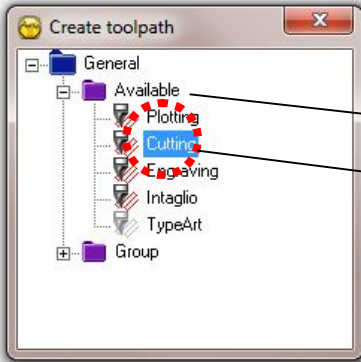 Create toolpath
General
Available
Plotting
Cutting
Engraving
Intaglio
TypeArt
Group